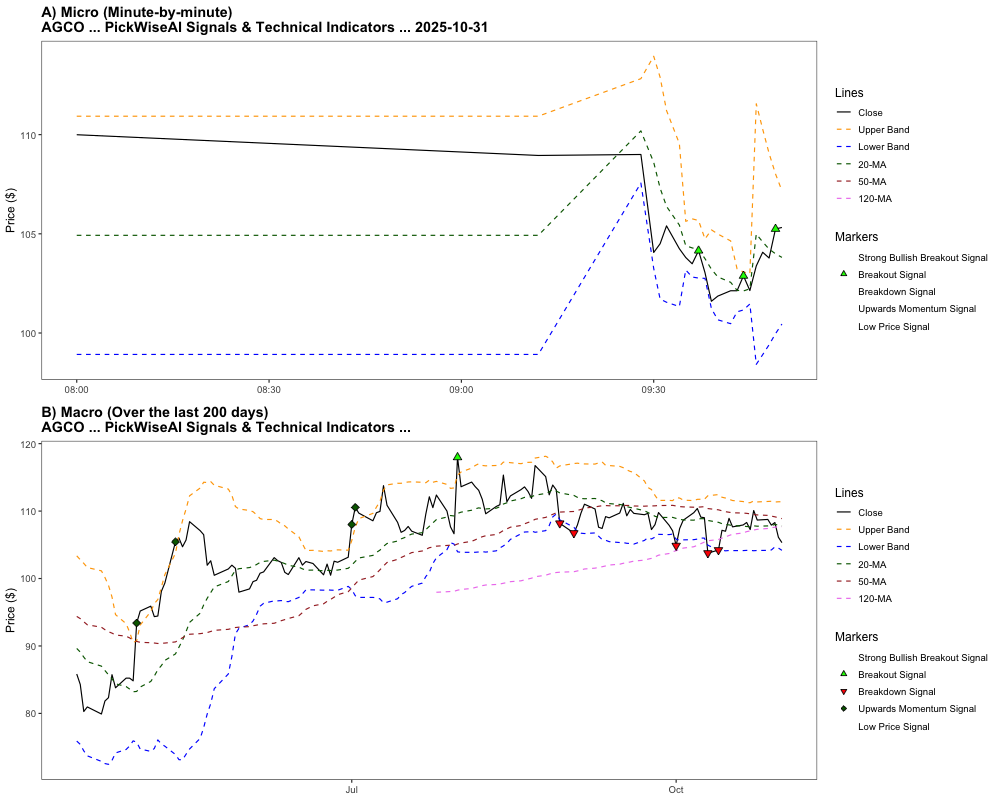 A) Micro (Minute-by-minute)
AGCO ... PickWiseAI Signals & Technical Indicators ... 2025-10-31
Price ($)
110
105
100
08:00
08:30
09:00
09:30
Lines
Close
Upper Band
Lower Band
20-MA
50-MA
120-MA
Markers
Strong Bullish Breakout Signal
Breakout Signal
Breakdown Signal
Upwards Momentum Signal
Low Price Signal
B) Macro (Over the last 200 days)
AGCO ... PickWiseAI Signals & Technical Indicators ...
Price ($)
120
110
100
90
80
Jul
Oct
Lines
Close
Upper Band
Lower Band
20-MA
50-MA
120-MA
Markers
Strong Bullish Breakout Signal
Breakout Signal
Breakdown Signal
Upwards Momentum Signal
Low Price Signal